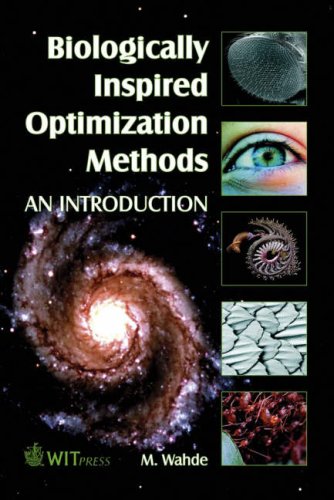 Biologically
Inspired
Optimization
Methods
AN INTRODUCTION
WITPRESS
M. Wahde